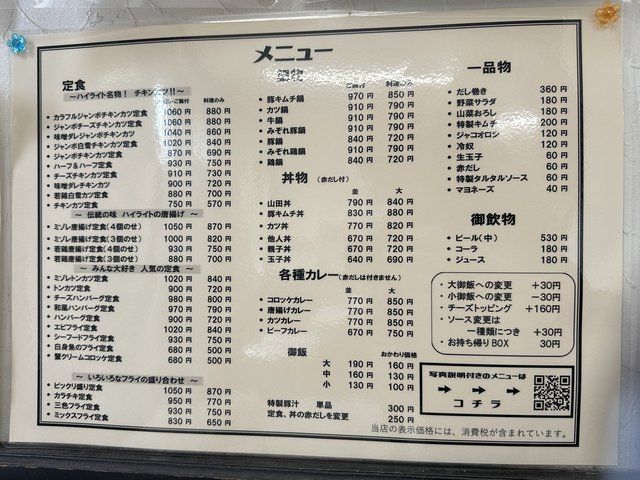 メニュー
定食
～ハイライト名物！ チキンカツ!!～
料理のみ
カラフルジャンボチキンカツ定食 1060円 880円
ジャンボチーズチキンカツ定食 1060円 880円
味噌ダレジャンボチキンカツ 1040円 860円
ジャンボ白雪チキンカツ定食 1020円 840円
ジャンボチキンカツ定食 870円 690円
ハーフ&ハーフ定食 930円 750円
チーズチキンカツ定食 910円 730円
味噌ダレチキンカツ 900円 720円
若鶏白雪カツ定食 880円 700円
チキンカツ定食 750円 570円
～ 伝統の味 ハイライトの唐揚げ ～
・ミゾレ唐揚げ定食(4個のせ) 1050円 870円
・ミゾレ唐揚げ定食(3個のせ) 1000円 820円
・若鶏唐揚げ定食(4個のせ) 930円 750円
・若鶏唐揚げ定食(3個のせ) 880円 700円
～ みんな大好き 人気の定食 ～
・ミゾレトンカツ定食 1020円 840円
・トンカツ定食 900円 720円
・チーズハンバーグ定食 980円 800円
・和風ハンバーグ定食 970円 790円
・ハンバーグ定食 900円 720円
・エビフライ定食 1020円 840円
・シーフード定食 930円 750円
・白身魚のフライ定食 680円 500円
・蟹クリームコロッケ定食 680円 500円
～ いろいろなフライの盛り合わせ ～
・ビックリ盛定食 1050円 870円
・カラチキ定食 950円 770円
・三色フライ定食 930円 750円
・ミックスフライ定食 830円 650円
鍋物
ご飯付 料理のみ
・豚キムチ鍋 970円 850円
・カツ鍋 910円 790円
・牛鍋 910円 790円
・みぞれ豚鍋 910円 790円
・豚鍋 840円 720円
・みぞれ鶏鍋 910円 790円
・鶏鍋 840円 720円
丼物 (赤だし付)
並 大
・山田丼 790円 840円
・豚キムチ丼 830円 880円
・カツ丼 770円 820円
・他人丼 670円 720円
・親子丼 670円 720円
・玉子丼 640円 690円
各種カレー(赤だしは付きません)
並 大
・コロッケカレー 770円 850円
・唐揚げカレー 770円 850円
・カツカレー 770円 850円
・ビーフカレー 670円 750円
御飯
おかわり価格
大 190円 160円
中 160円 130円
小 130円 100円
特製豚汁 単品 300円
定食、丼の赤だしを変更 250円
一品物
・だし巻き 360円
・野菜サラダ 180円
・山菜おろし 180円
・特製キムチ 200円
・ジャコオロシ 120円
・冷奴 120円
・生玉子 60円
・赤だし 60円
・特製タルタルソース 60円
・マヨネーズ 40円
御飲物
・ビール(中) 530円
・コーラ 180円
・ジュース 180円
・大御飯への変更 +30円
・小御飯への変更 −30円
・チーズトッピング +160円
・ソース変更は
一種類につき +30円
・お持ち帰りBOX 30円
写真説明付きのメニューは
→ → →
コチラ
当店の表示価格には、消費税が含まれています。